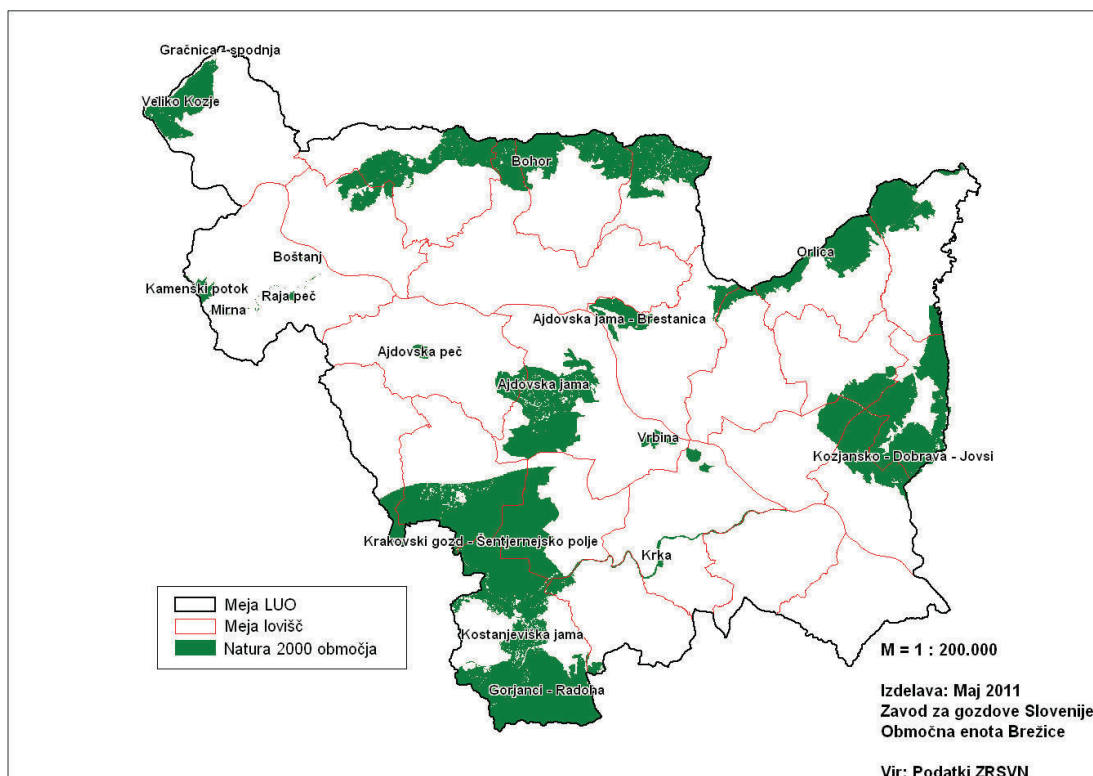 Gračnica - spodnja
Veliko Kozje
Bohor
Orlica
Boštanj
Kamenski potok
Raja peč
Mirna
Ajdovska jama - Brestanica
Ajdovska peč
Ajdovska jama
Vrbina
Kozjansko - Dobrava - Jovsi
Krakovski gozd - Šentjernejsko polje
Krka
Kostanjeviška jama
Gorjanci - Radoha
Meja LUO
Meja lovišč
Natura 2000 območja
M = 1 : 200.000
Izdelava: Maj 2011
Zavod za gozdove Slovenije
Območna enota Brežice
Vir: Podatki ZRSVN